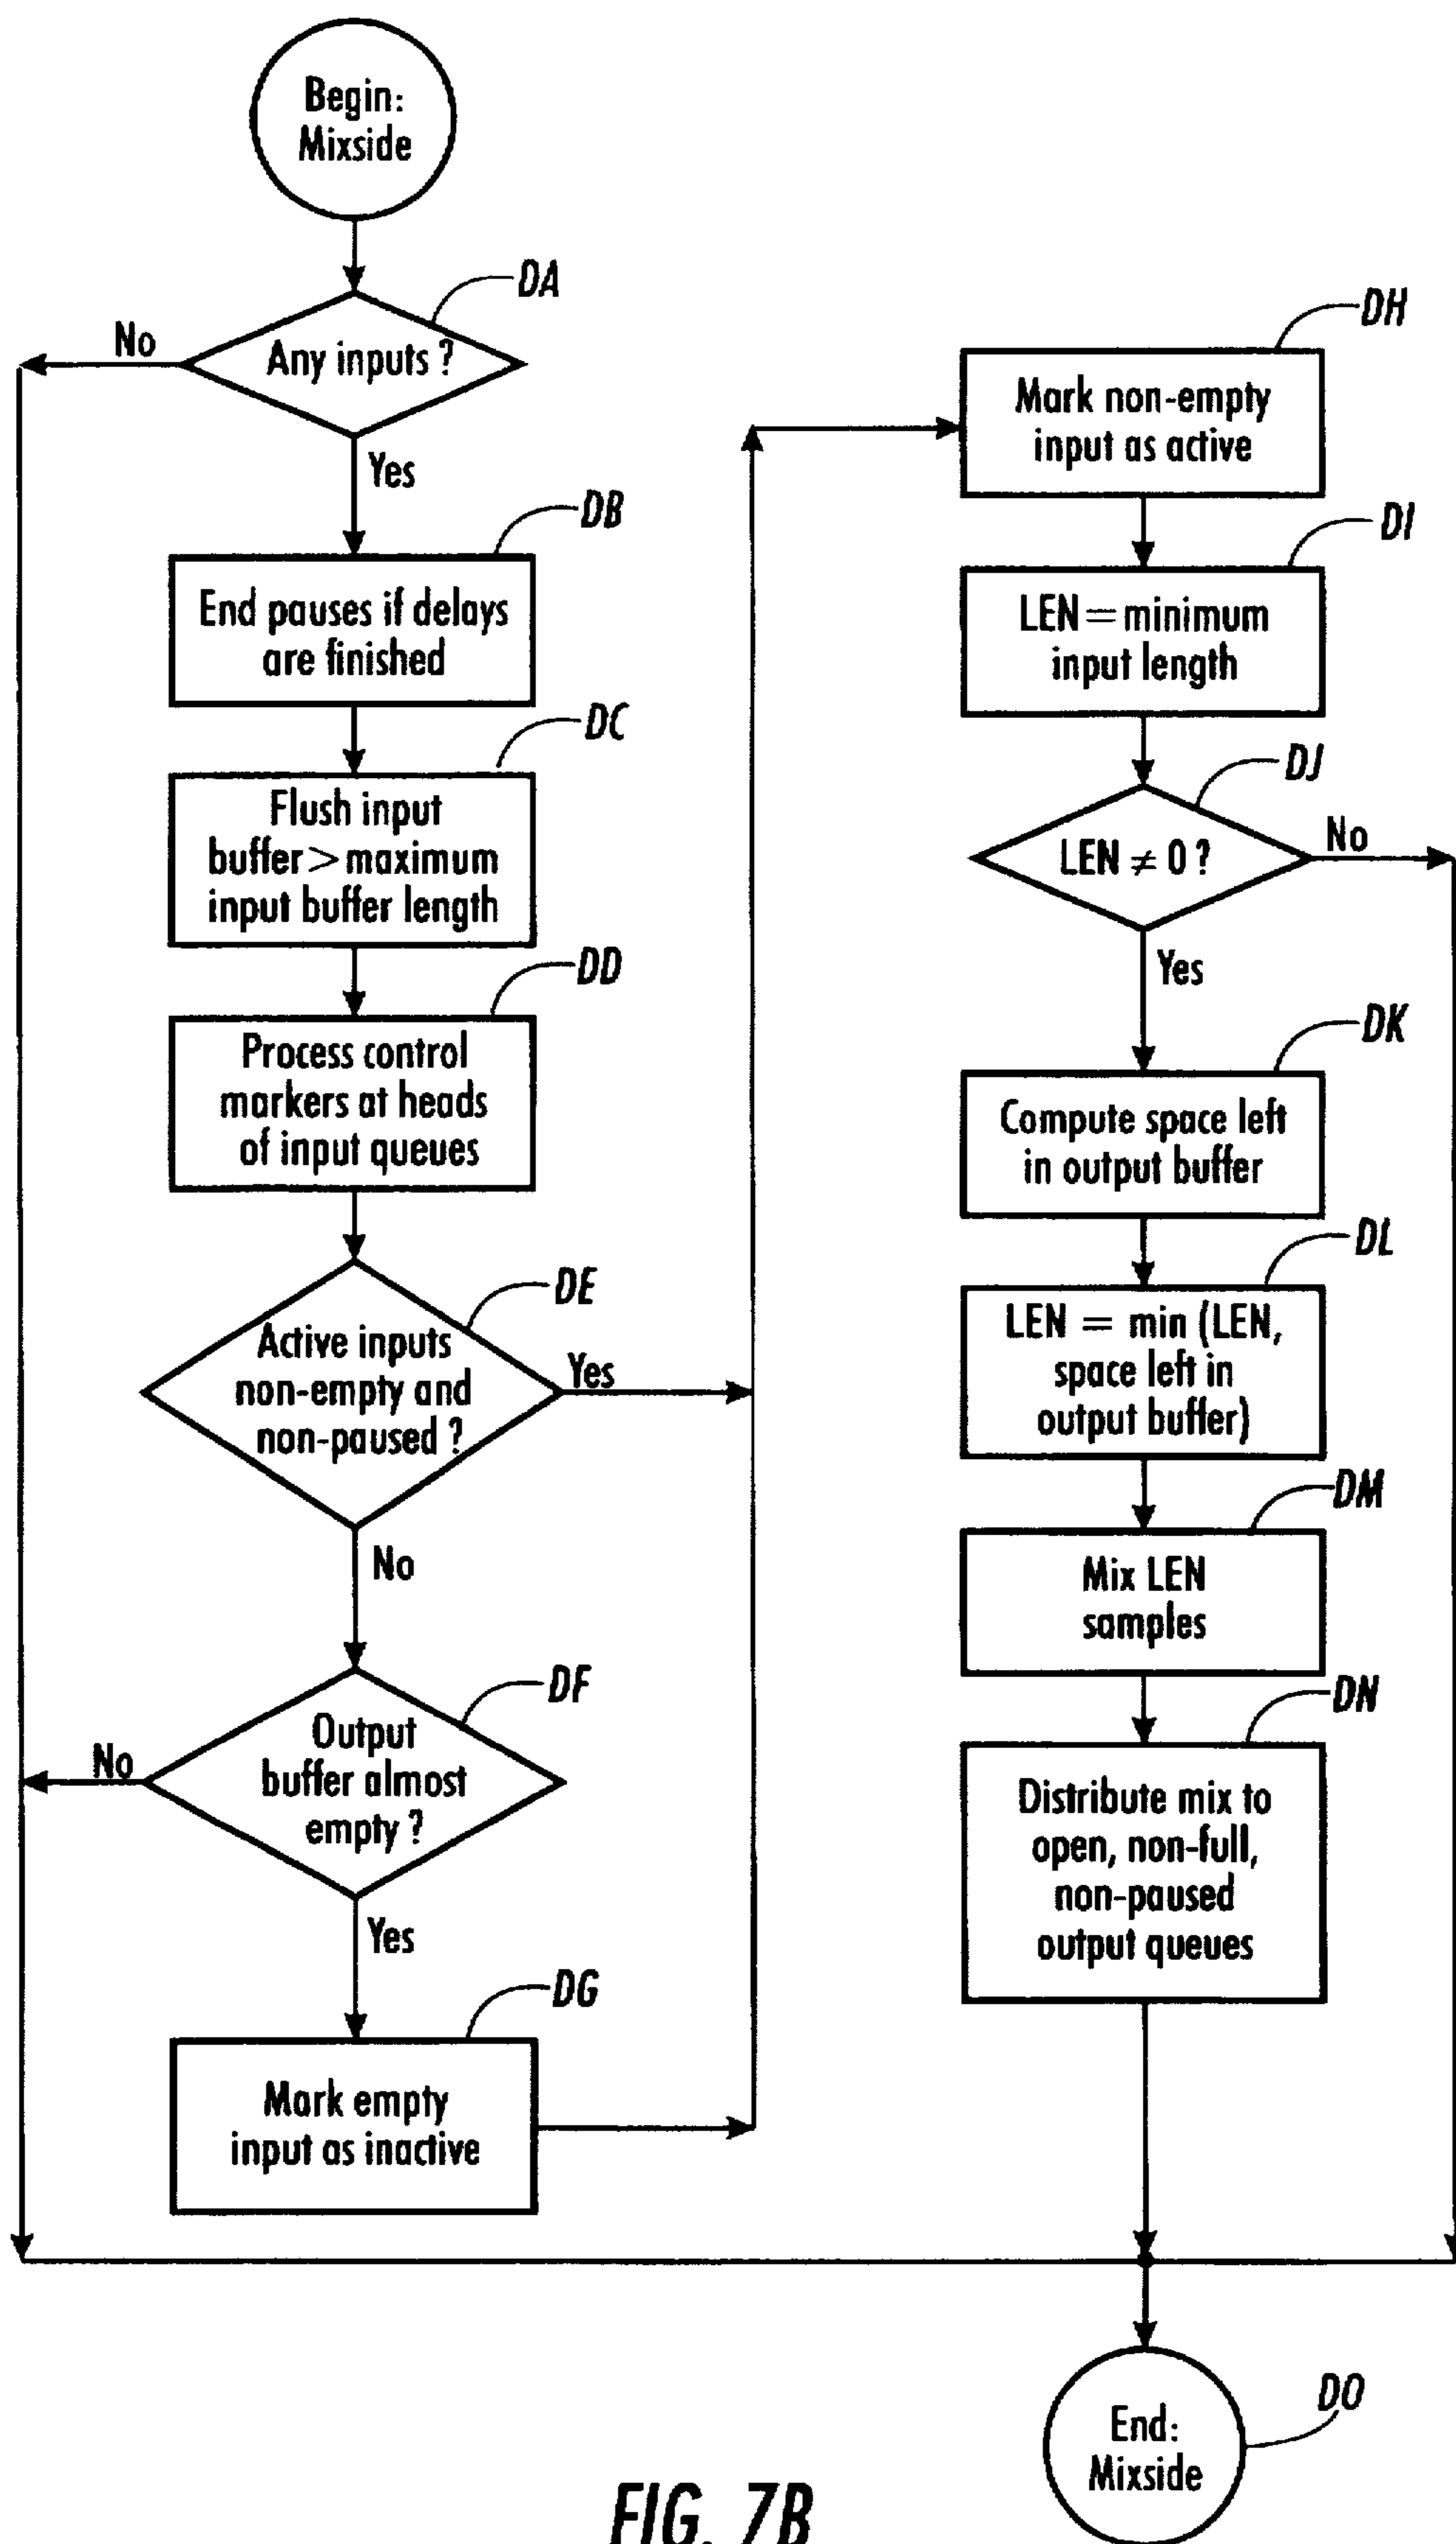 Begin:
Mixside
DA
Any inputs ?
No
Yes
DB
End pauses if delays
are finished
DC
Flush input
buffer > maximum
input buffer length
DD
Process control
markers at heads
of input queues
DE
Active inputs
non-empty and
non-paused ?
Yes
No
DF
Output
buffer almost
empty ?
No
Yes
DG
Mark empty
input as inactive
DH
Mark non-empty
input as active
DI
LEN = minimum
input length
DJ
LEN ≠ 0 ?
No
Yes
DK
Compute space left
in output buffer
DL
LEN = min (LEN,
space left in
output buffer)
DM
Mix LEN
samples
DN
Distribute mix to
open, non-full,
non-paused
output queues
DO
End:
Mixside
FIG. 7B